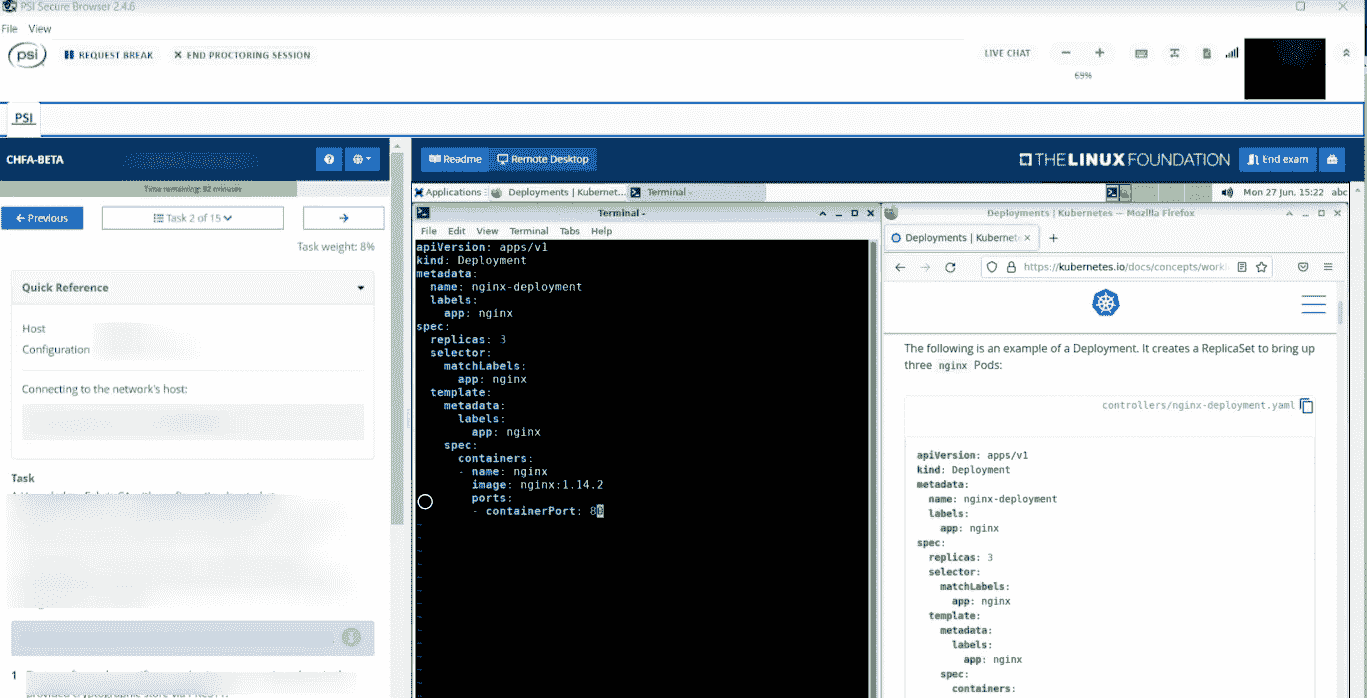 PSI Secure Browser 2.4.6
File View
psi REQUEST BREAK END PROCTORING SESSION
LIVE CHAT
69%
PSI
CHFA-BETA
Time remaining: 92 minutes
Previous
Task 2 of 15
Task weight: 8%
Quick Reference
Host
Configuration
Connecting to the network's host:
Task
1
provided cryptographic store via
Readme Remote Desktop
THE LINUX FOUNDATION End exam
Applications Deployments | Kubernet... Terminal - Mon 27 Jun, 15:22 abc
Terminal -
File Edit View Terminal Tabs Help
apiVersion: apps/v1
kind: Deployment
metadata:
  name: nginx-deployment
  labels:
    app: nginx
spec:
  replicas: 3
  selector:
    matchLabels:
      app: nginx
  template:
    metadata:
      labels:
        app: nginx
    spec:
      containers:
      - name: nginx
        image: nginx:1.14.2
        ports:
        - containerPort: 80
~
~
~
~
~
~
~
~
~
~
~
~
~
Deployments | Kubernetes — Mozilla Firefox
Deployments | Kubernete
https://kubernetes.io/docs/concepts/workl
The following is an example of a Deployment. It creates a ReplicaSet to bring up
three nginx Pods:
controllers/nginx-deployment.yaml
apiVersion: apps/v1
kind: Deployment
metadata:
  name: nginx-deployment
  labels:
    app: nginx
spec:
  replicas: 3
  selector:
    matchLabels:
      app: nginx
  template:
    metadata:
      labels:
        app: nginx
    spec:
      containers: